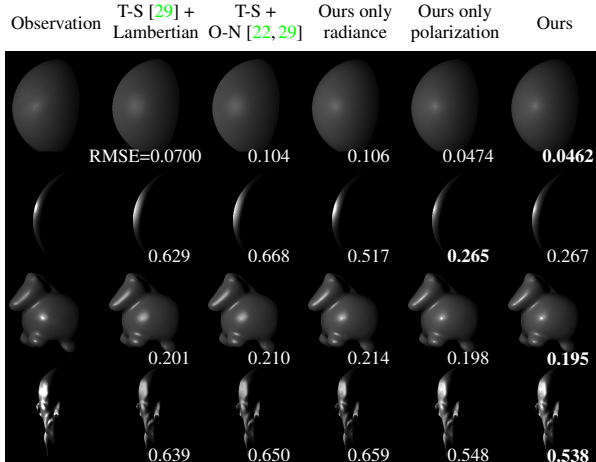 Observation T-S [29] + Lambertian T-S + O-N [22, 29] Ours only radiance Ours only polarization Ours
RMSE=0.0700 0.104 0.106 0.0474 0.0462
0.629 0.668 0.517 0.265 0.267
0.201 0.210 0.214 0.198 0.195
0.639 0.650 0.659 0.548 0.538